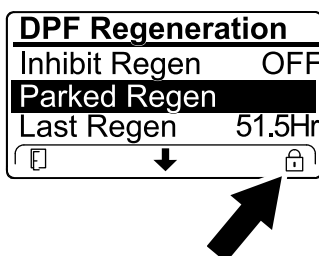 DPF Regeneration
Inhibit Regen OFF
Parked Regen
Last Regen 51.5Hr